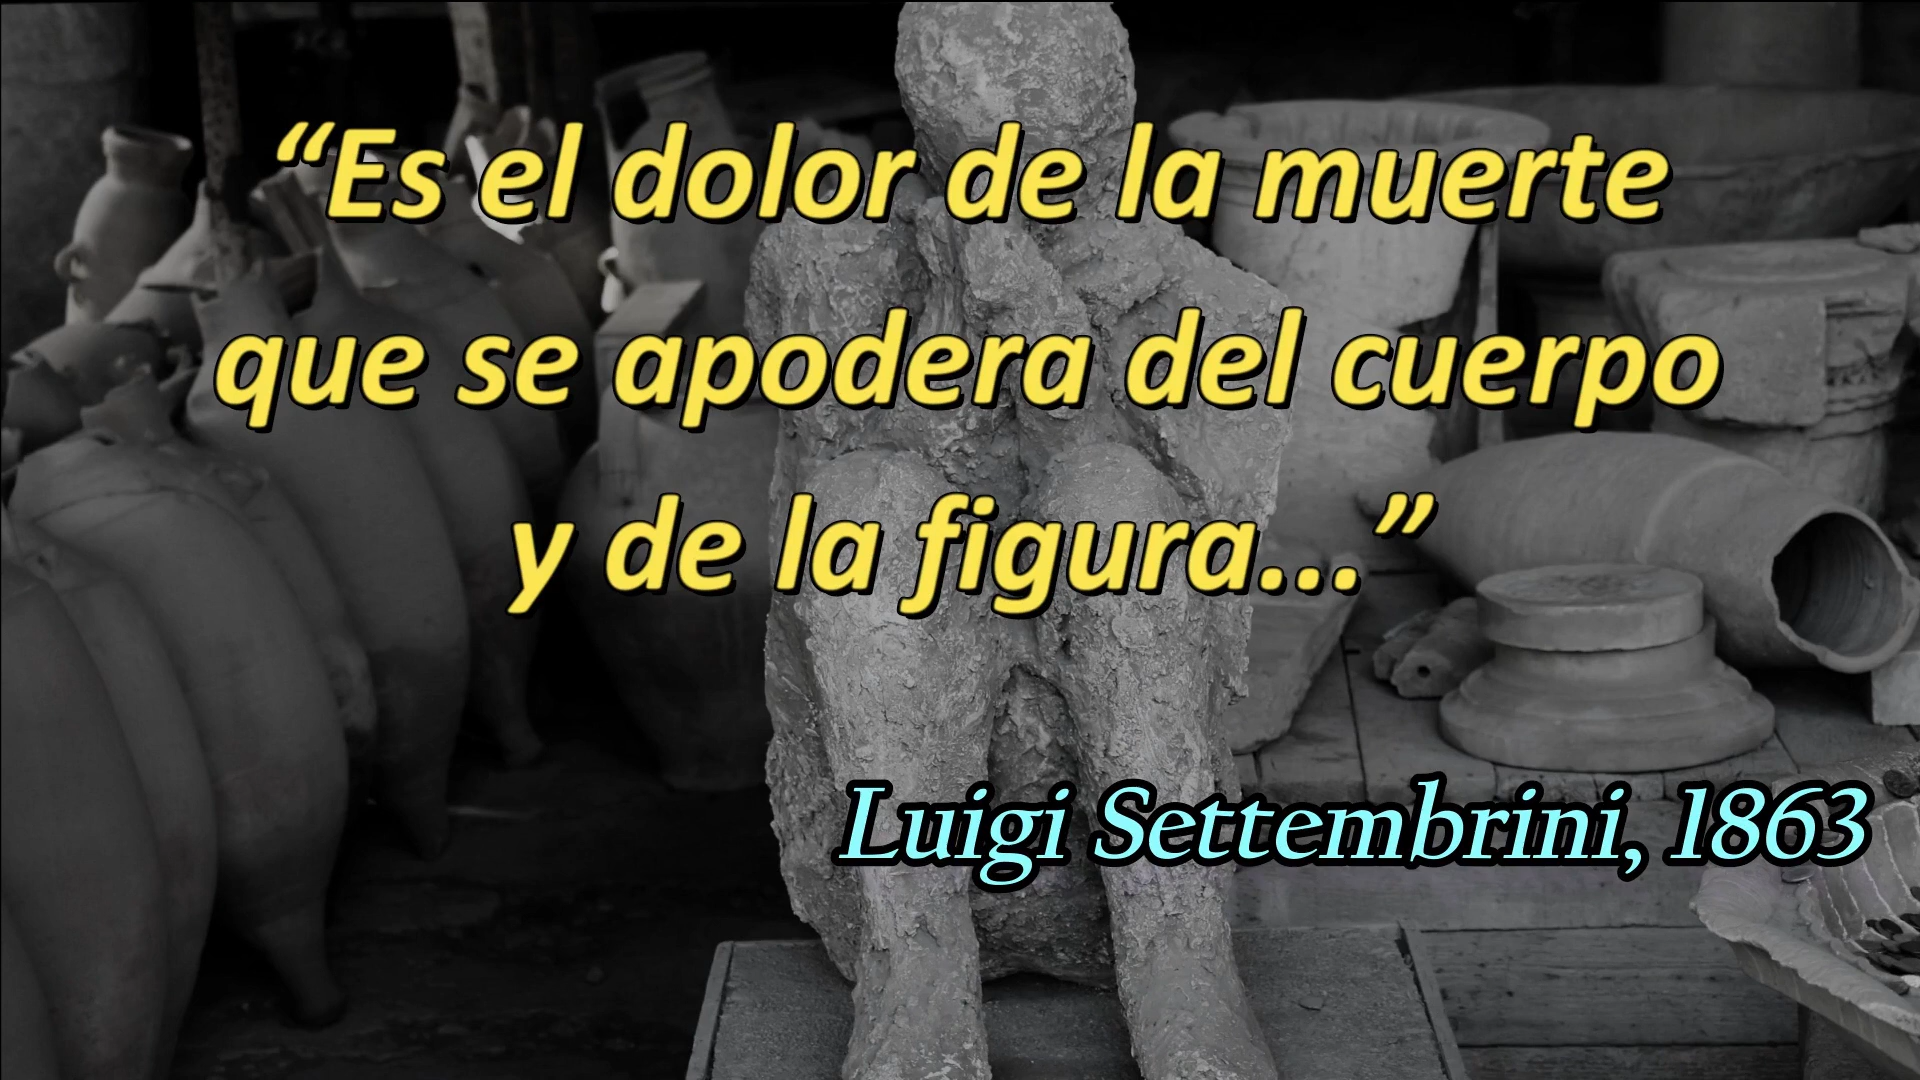 “Es el dolor de la muerte
que se apodera del cuerpo
y de la figura...”
Luigi Settembrini, 1863